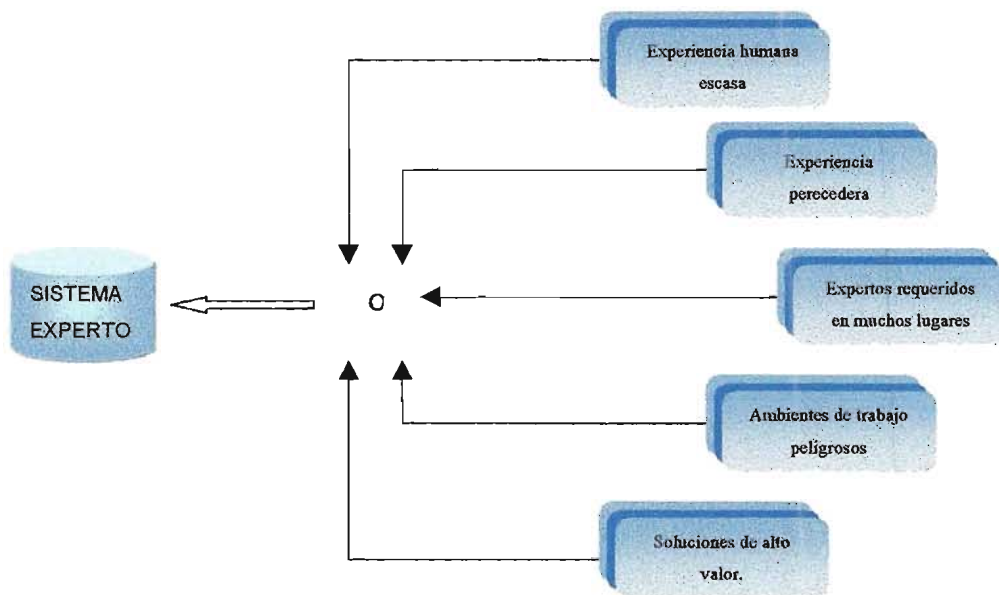 Experiencia humana
escasa
Experiencia
perecedera
SISTEMA
EXPERTO
O
Expertos requeridos
en muchos lugares
Ambientes de trabajo
peligrosos
Soluciones de alto
valor.